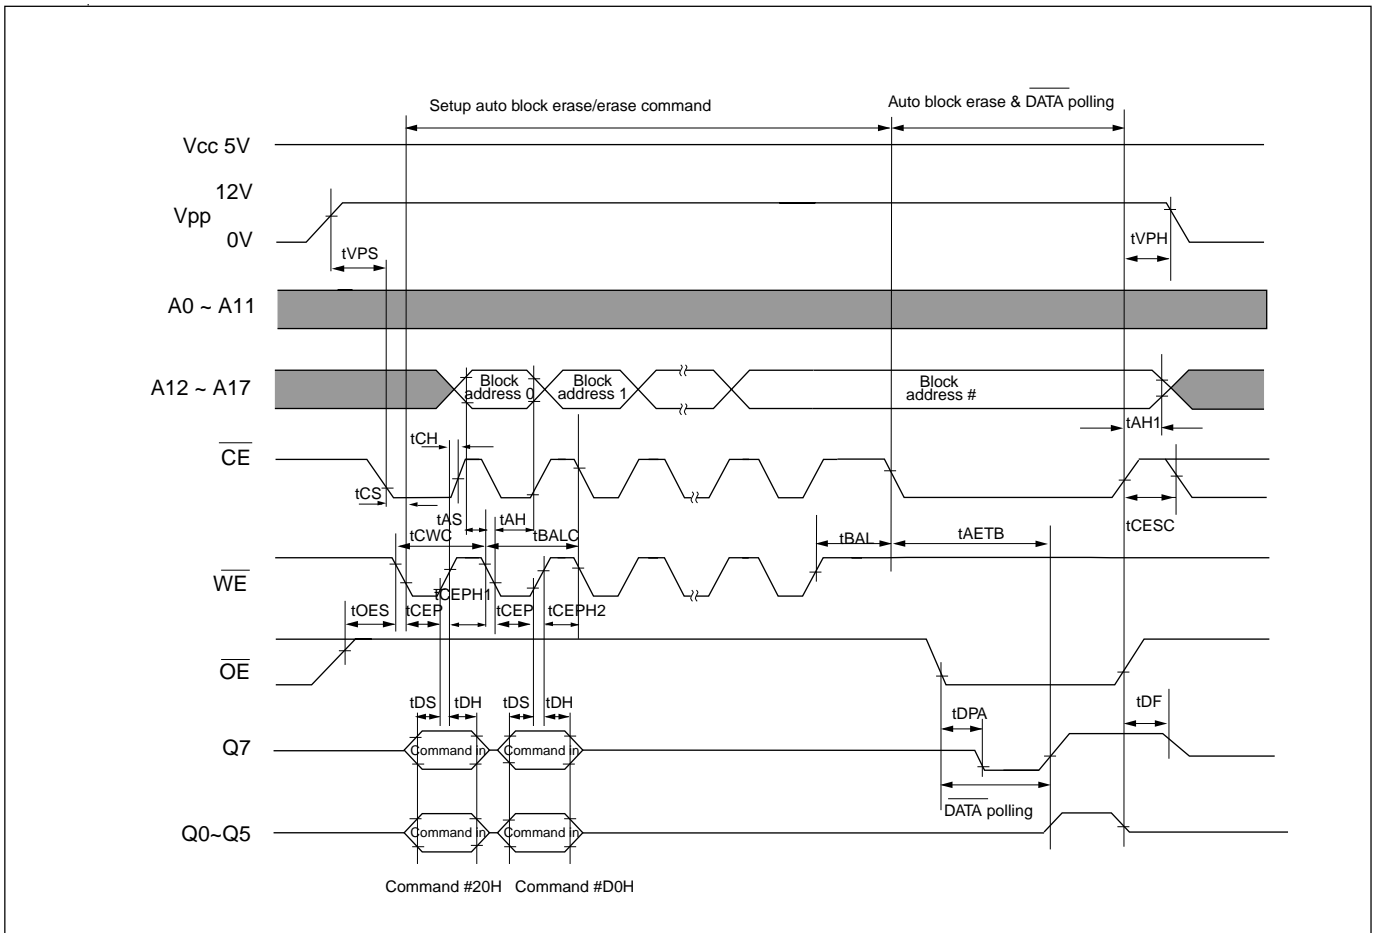 Setup auto block erase/erase command
Auto block erase & DATA polling
Vcc 5V
12V
Vpp
0V
tVPS
tVPH
A0 ~ A11
A12 ~ A17
Block address 0
Block address 1
Block address #
tAH1
tCH
CE
tCS
tCESC
tAS
tAH
tCWC
tBALC
tBAL
tAETB
WE
tCEPH1
tOES
tCEP
tCEP
tCEPH2
OE
tDS
tDH
tDS
tDH
tDPA
tDF
Q7
Command in
Command in
DATA polling
Q0~Q5
Command in
Command in
Command #20H
Command #D0H